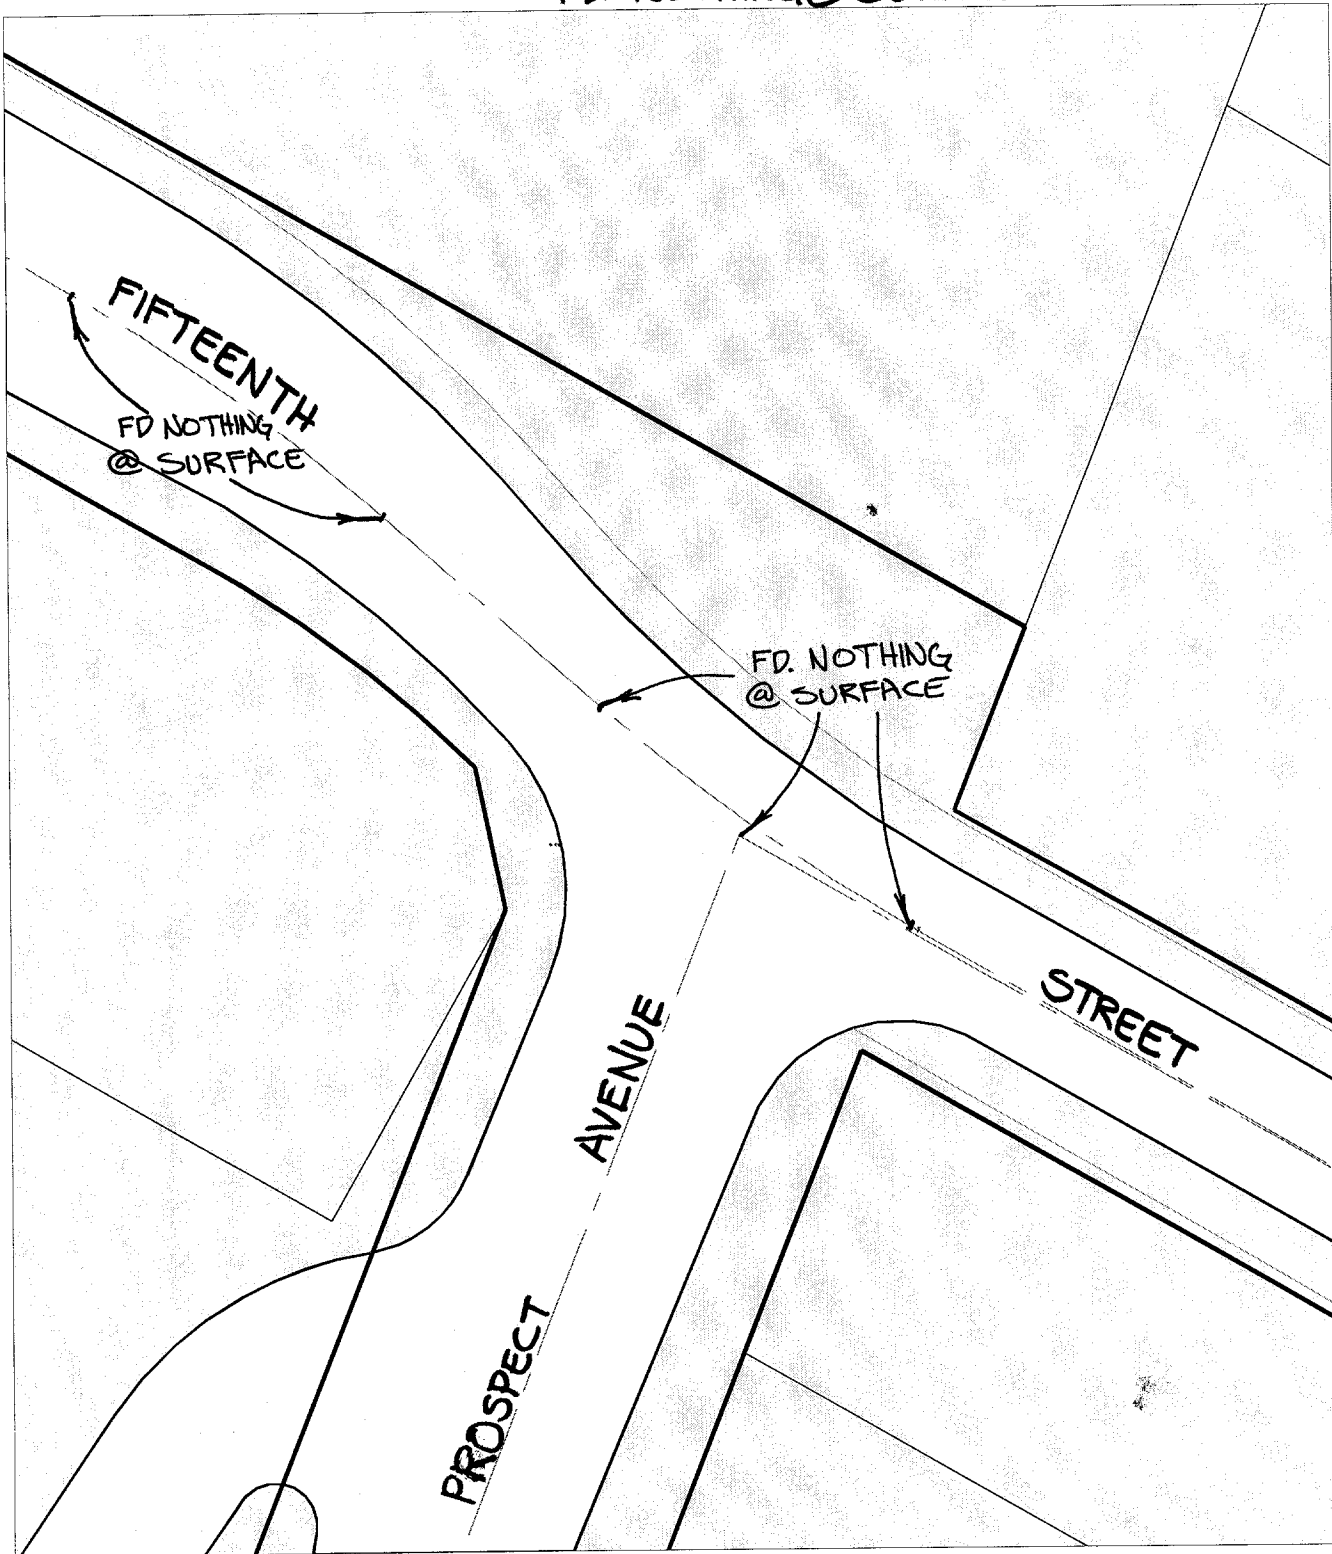 FIFTEENTH
FD NOTHING
@ SURFACE
FD. NOTHING
@ SURFACE
STREET
AVENUE
PROSPECT